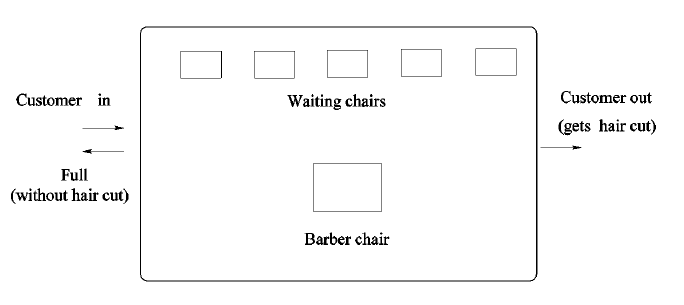 Waiting chairs
Customer in
Full
(without hair cut)
Customer out
(gets hair cut)
Barber chair